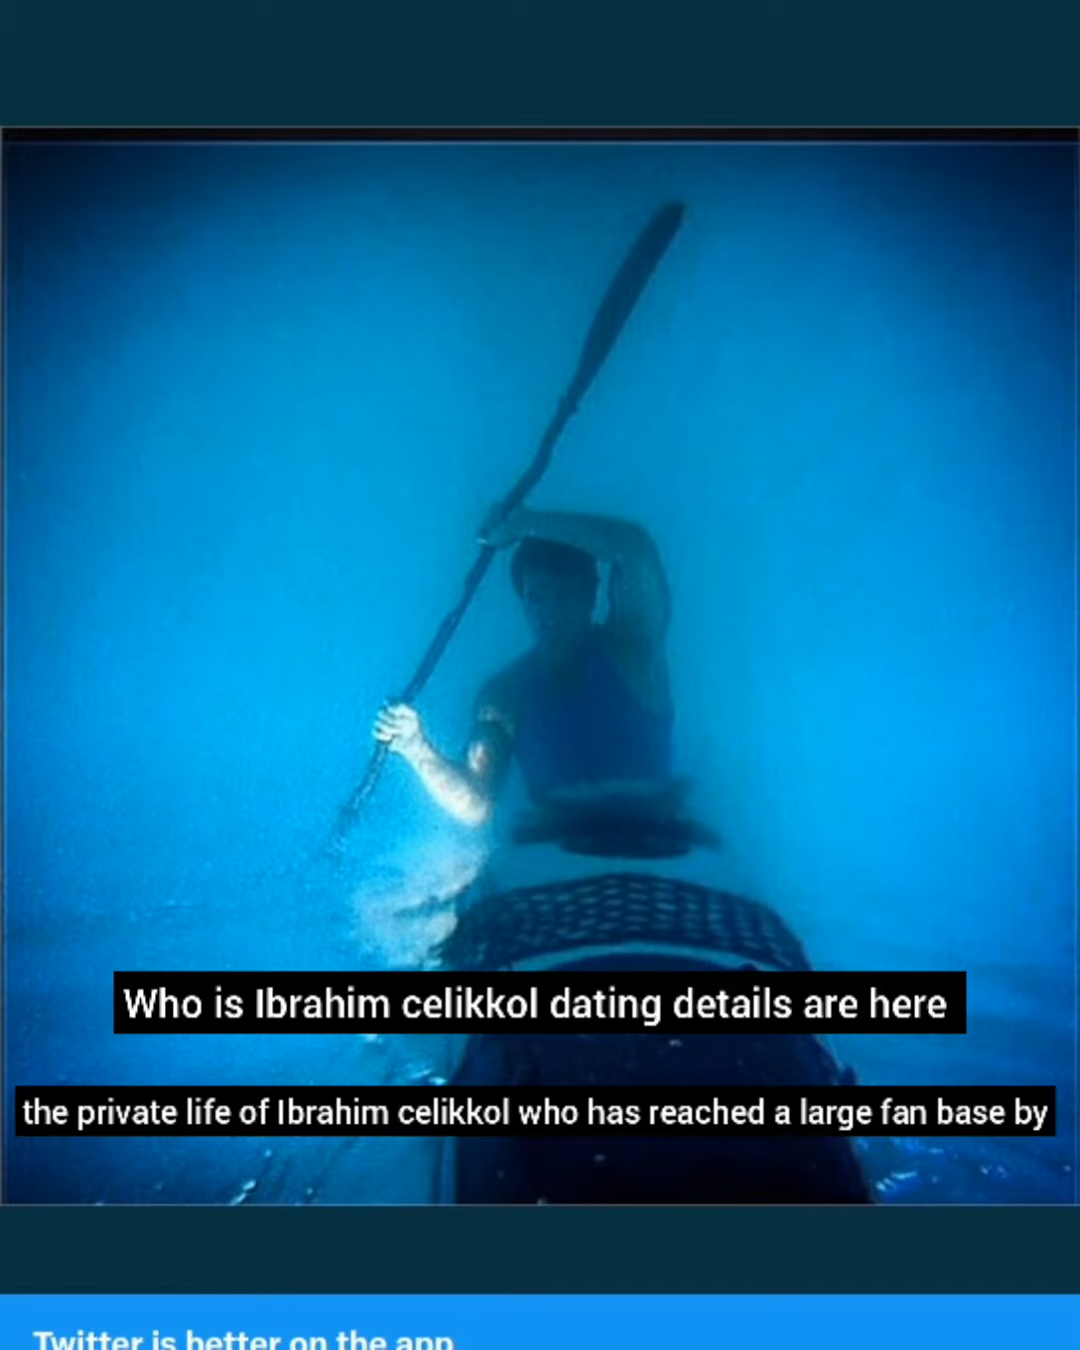 Who is Ibrahim celikkol dating details are here
the private life of Ibrahim celikkol who has reached a large fan base by
Twitter is better on the app